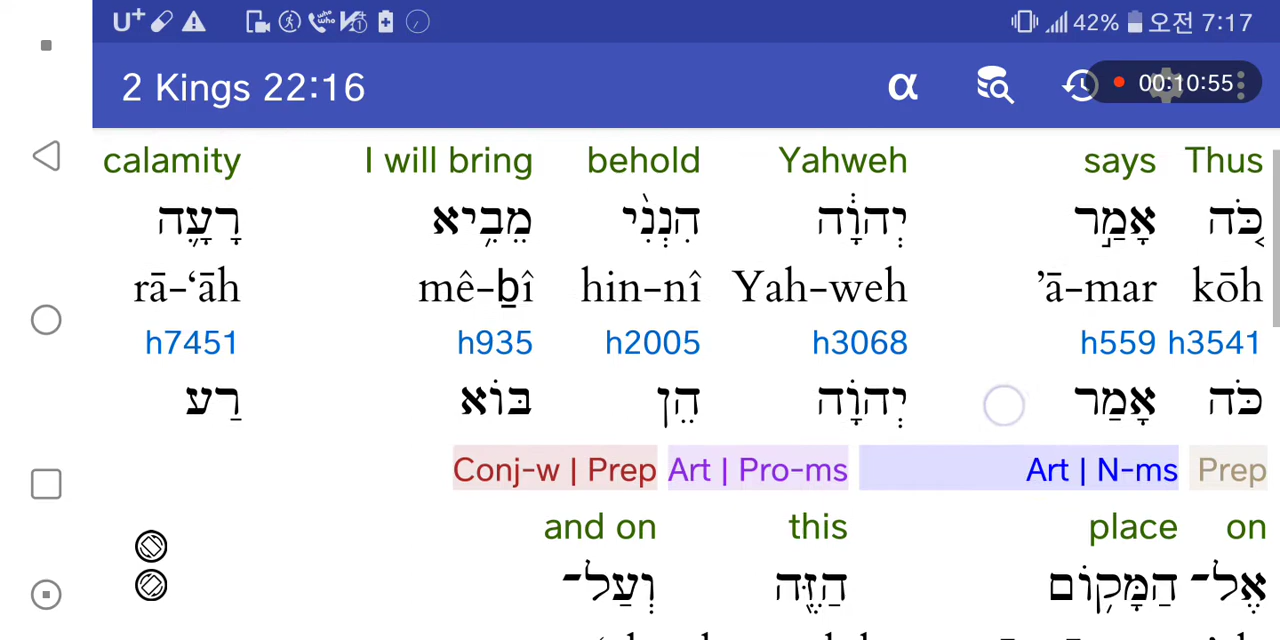 U+ 42% 오전 7:17
2 Kings 22:16 α 00:10:55
calamity I will bring behold Yahweh says Thus
כֹּ֚ה אָמַ֣ר יְהוָ֔ה הִנְנִ֨י מֵבִ֥יא רָעָ֛ה
rā-‘āh mê-ḇî hin-nî Yah-weh ’ā-mar kōh
h7451 h935 h2005 h3068 h559 h3541
כֹּה אָמַר יְהוָֹה הֵן בּוֹא רַע
Conj-w | Prep Art | Pro-ms Art | N-ms Prep
and on this place on
אֶל־ הַמָּק֥וֹם הַזֶּ֖ה וְעַל־